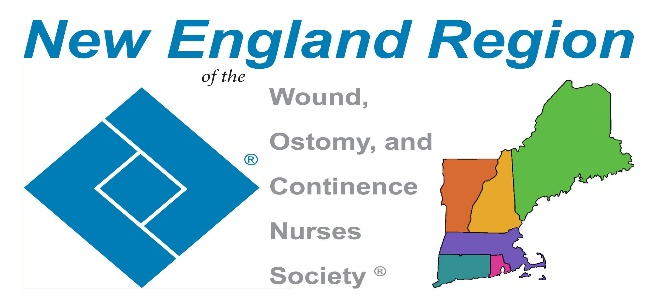 New England Region
of the
®
Wound,
Ostomy, and
Continence
Nurses
Society ®